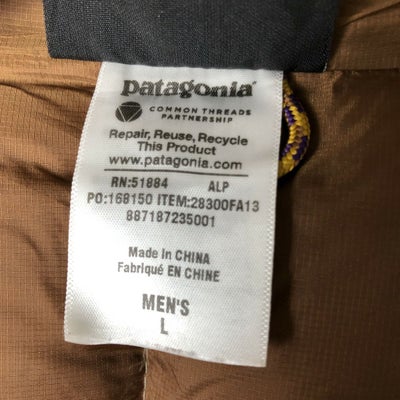 patagonia
COMMON THREADS
PARTNERSHIP
Repair, Reuse, Recycle
This Product
www.patagonia.com
RN:51884 ALP
PO:168150 ITEM:28300FA13
887187235001
Made in CHINA
Fabriqué EN CHINE
MEN'S
L